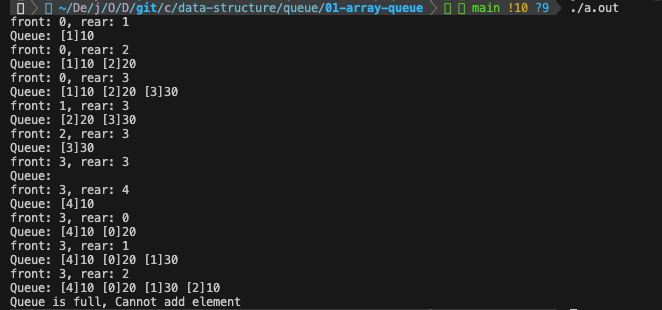 ~/De/j/O/D/git/c/data-structure/queue/01-array-queue main !10 ?9 ./a.out
front: 0, rear: 1
Queue: [1]10
front: 0, rear: 2
Queue: [1]10 [2]20
front: 0, rear: 3
Queue: [1]10 [2]20 [3]30
front: 1, rear: 3
Queue: [2]20 [3]30
front: 2, rear: 3
Queue: [3]30
front: 3, rear: 3
Queue:
front: 3, rear: 4
Queue: [4]10
front: 3, rear: 0
Queue: [4]10 [0]20
front: 3, rear: 1
Queue: [4]10 [0]20 [1]30
front: 3, rear: 2
Queue: [4]10 [0]20 [1]30 [2]10
Queue is full, Cannot add element